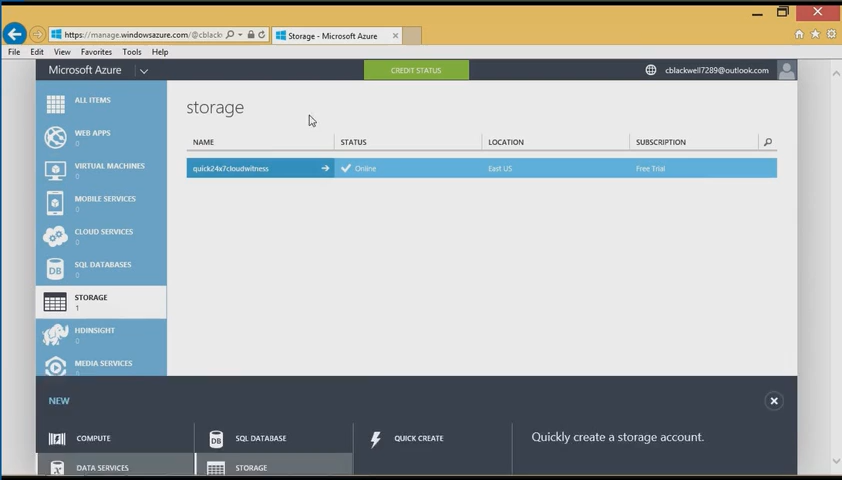 https://manage.windowsazure.com/@cblackw
Storage - Microsoft Azure
File Edit View Favorites Tools Help
Microsoft Azure
CREDIT STATUS
cblackwell7289@outlook.com
ALL ITEMS
storage
WEB APPS
0
NAME STATUS LOCATION SUBSCRIPTION
quick24x7cloudwitness Online East US Free Trial
VIRTUAL MACHINES
0
MOBILE SERVICES
0
CLOUD SERVICES
0
SQL DATABASES
DB
0
STORAGE
1
HDINSIGHT
0
MEDIA SERVICES
NEW
COMPUTE
DB
SQL DATABASE
QUICK CREATE
Quickly create a storage account.
DATA SERVICES
STORAGE